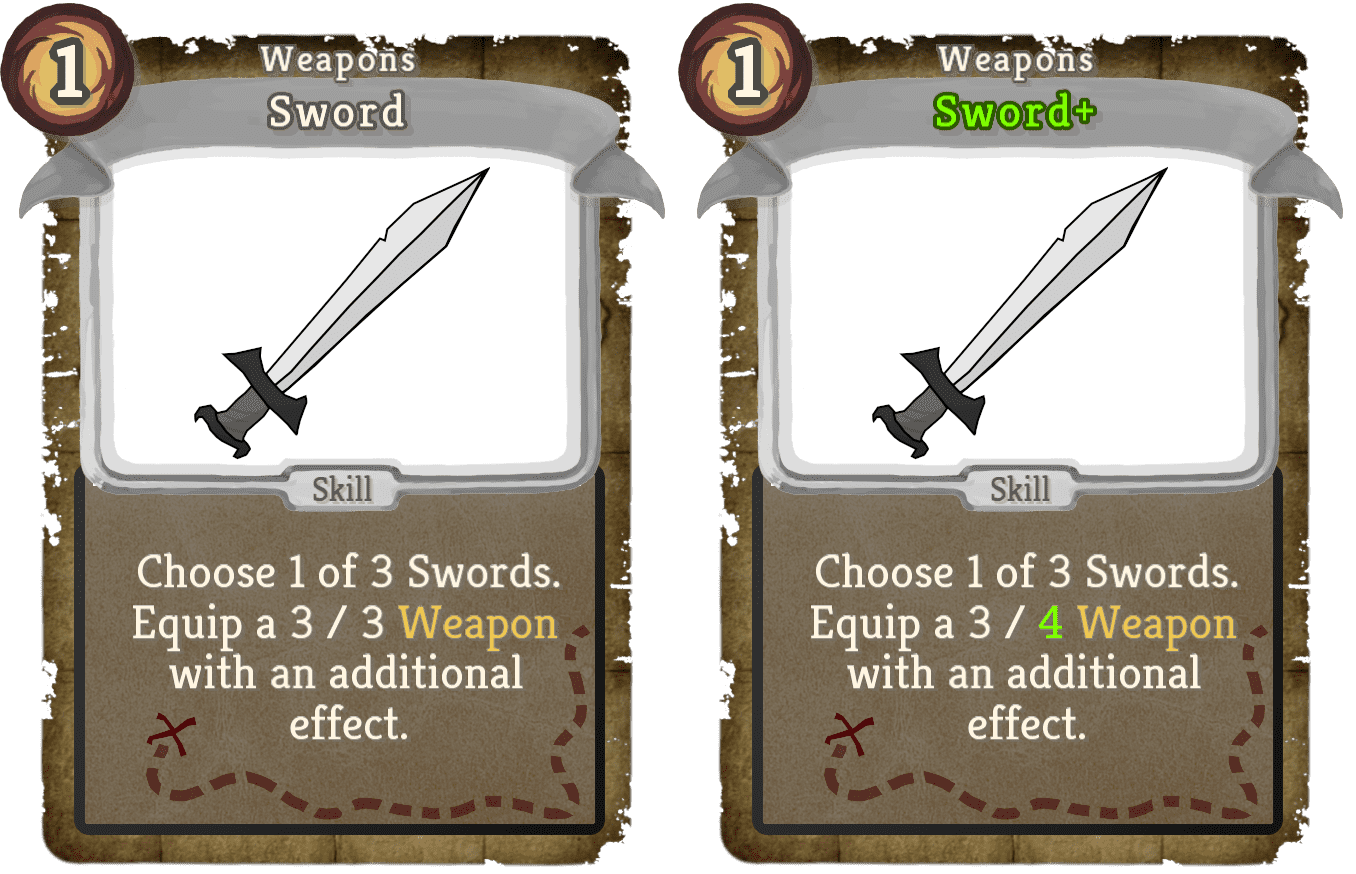 1
Weapons
Sword
Skill
Choose 1 of 3 Swords.
Equip a 3 / 3 Weapon
with an additional
effect.
1
Weapons
Sword+
Skill
Choose 1 of 3 Swords.
Equip a 3 / 4 Weapon
with an additional
effect.